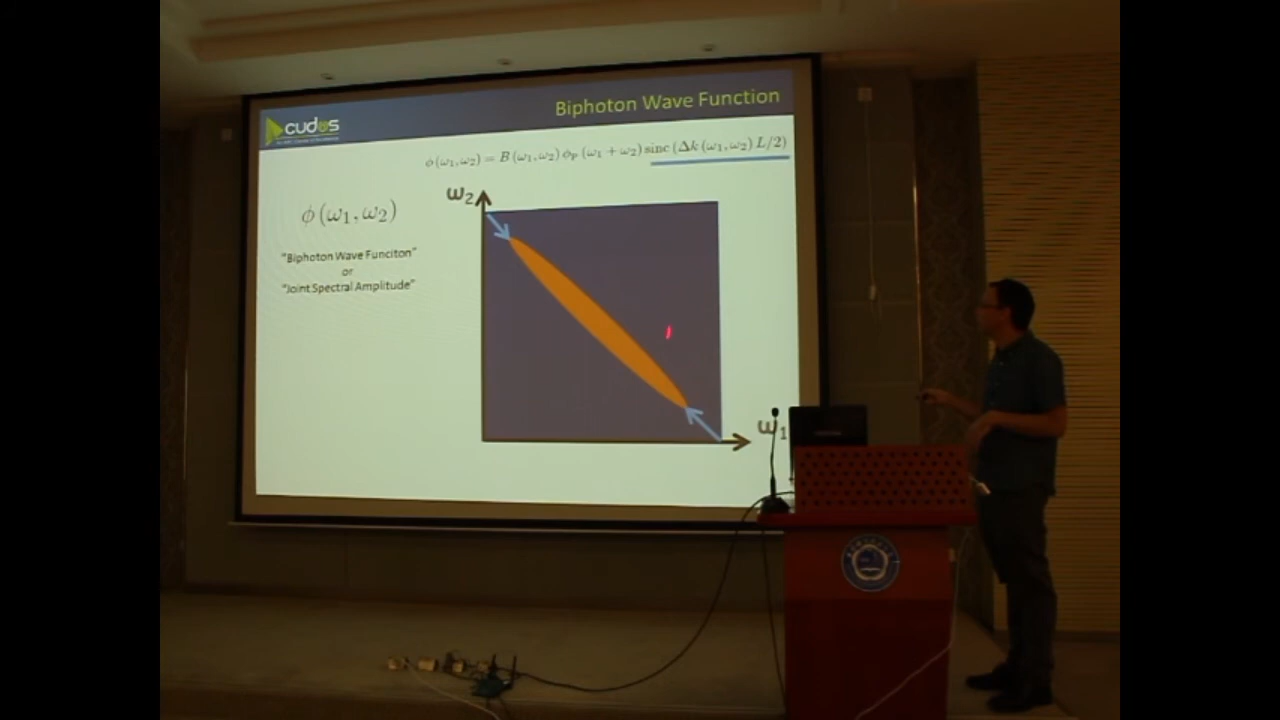 Biphoton Wave Function
cudos
ϕ(ω₁,ω₂) = B(ω₁,ω₂) ϕ_P(ω₁ + ω₂) sinc(Δk(ω₁,ω₂) L/2)
ω₂
ϕ(ω₁,ω₂)
"Biphoton Wave Funciton"
or
"Joint Spectral Amplitude"
ω₁